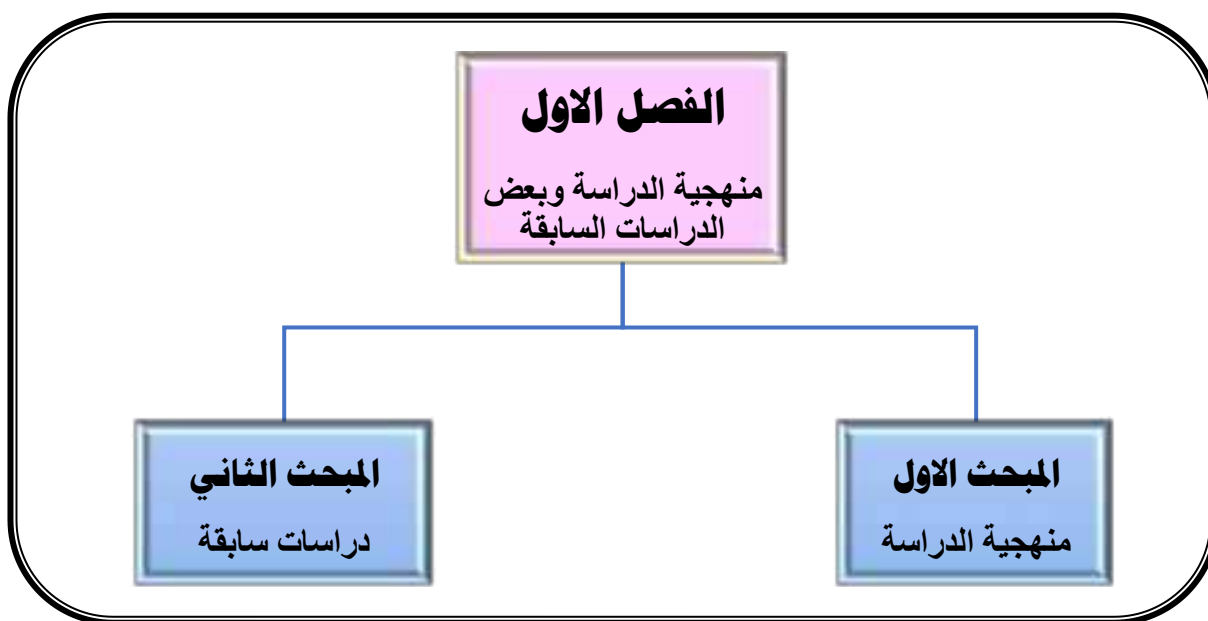 الفصل الاول
منهجية الدراسة وبعض
الدراسات السابقة
المبحث الاول
منهجية الدراسة
المبحث الثاني
دراسات سابقة